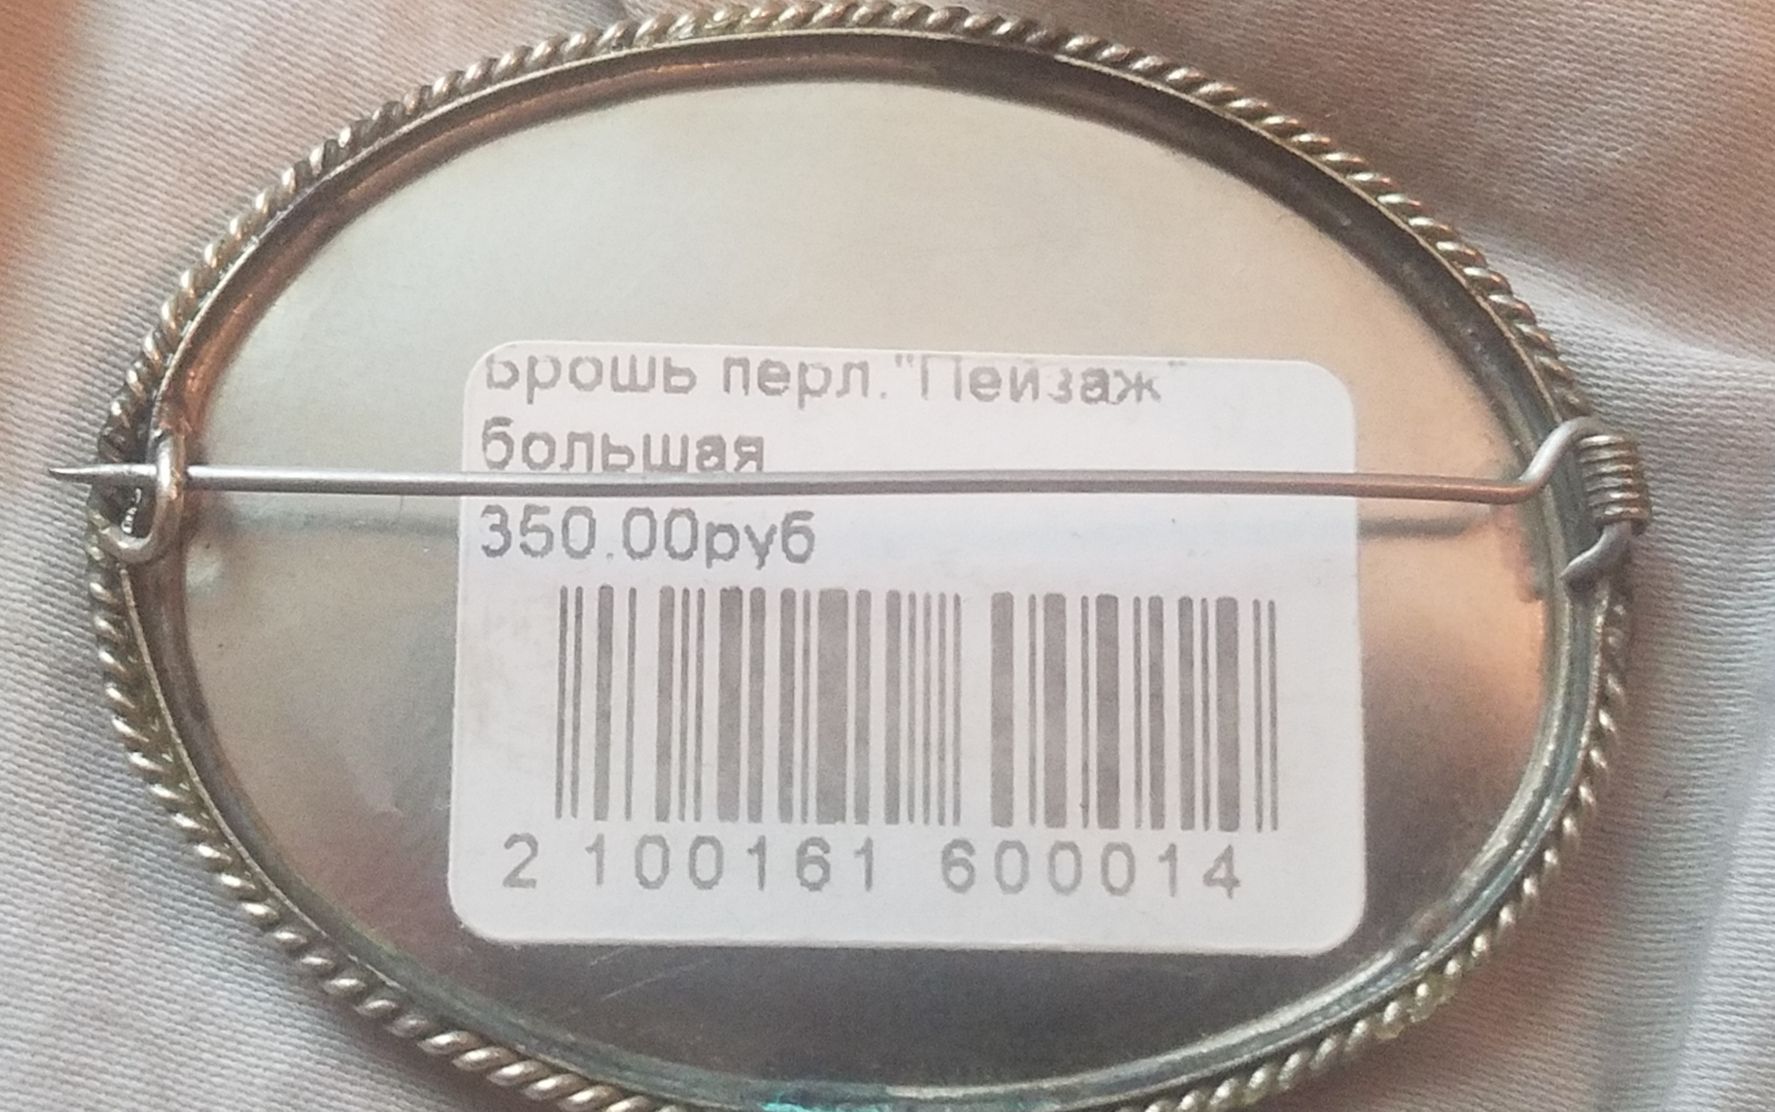 Брошь перл."Пейзаж"
большая
350.00руб
2 100161 600014